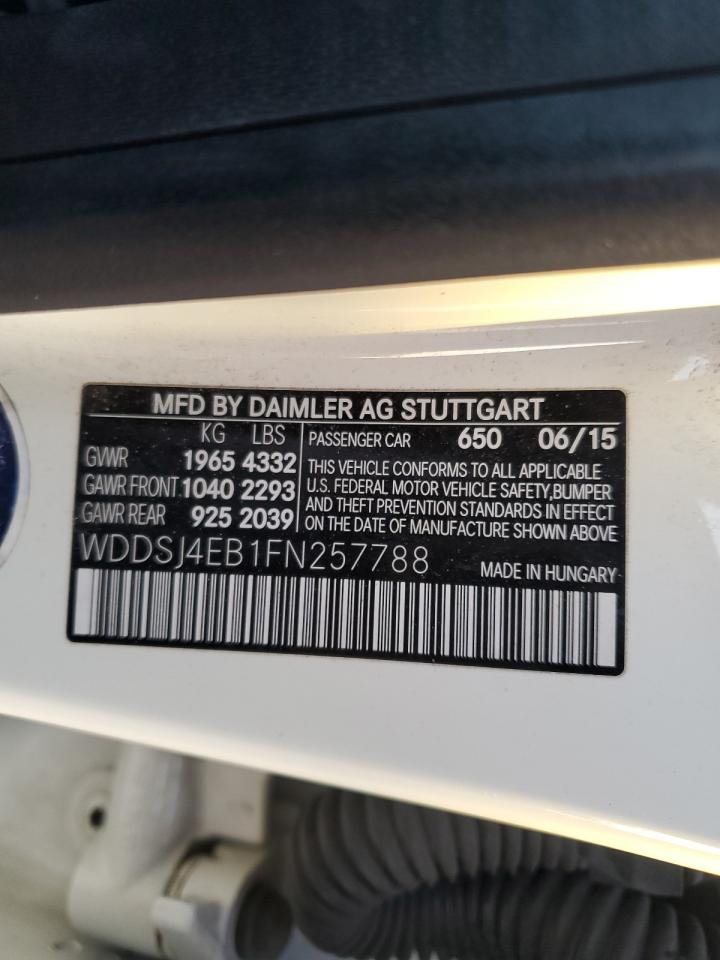 MFD BY DAIMLER AG STUTTGART
KG LBS
GVWR 1965 4332
GAWR FRONT 1040 2293
GAWR REAR 925 2039
PASSENGER CAR 650 06/15
THIS VEHICLE CONFORMS TO ALL APPLICABLE
U.S. FEDERAL MOTOR VEHICLE SAFETY,BUMPER
AND THEFT PREVENTION STANDARDS IN EFFECT
ON THE DATE OF MANUFACTURE SHOWN ABOVE
WDDSJ4EB1FN257788
MADE IN HUNGARY